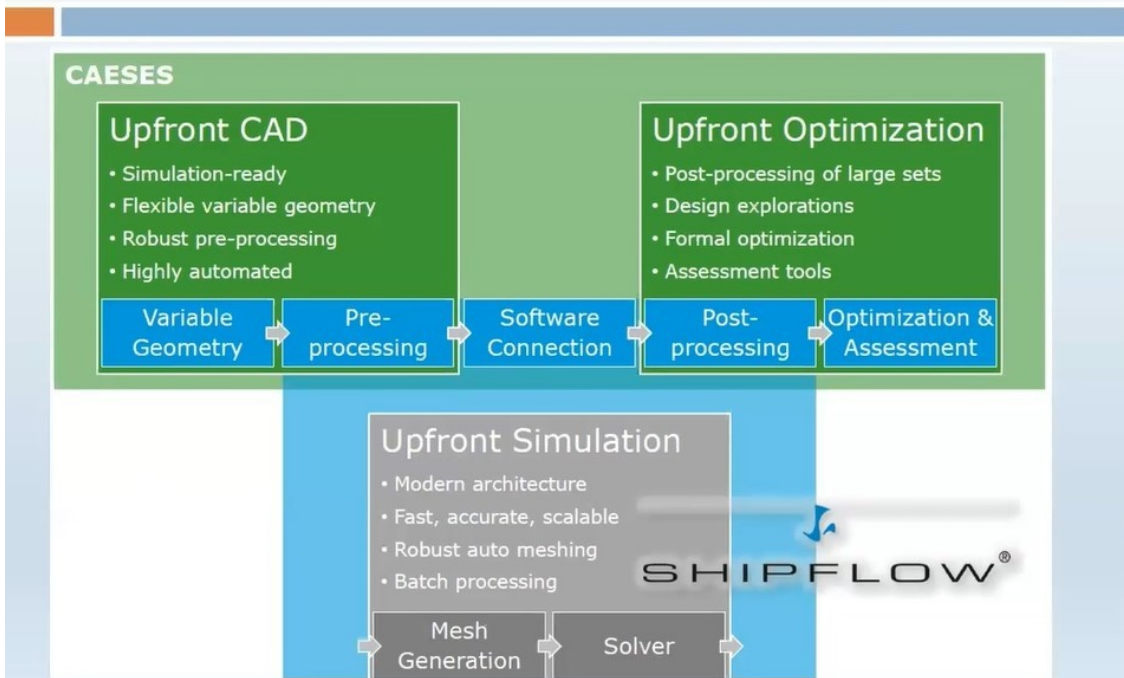 CAESES
Upfront CAD
• Simulation-ready
• Flexible variable geometry
• Robust pre-processing
• Highly automated
Upfront Optimization
• Post-processing of large sets
• Design explorations
• Formal optimization
• Assessment tools
Variable
Geometry
Pre-
processing
Software
Connection
Post-
processing
Optimization &
Assessment
Upfront Simulation
• Modern architecture
• Fast, accurate, scalable
• Robust auto meshing
• Batch processing
SHIPFLOW®
Mesh
Generation
Solver